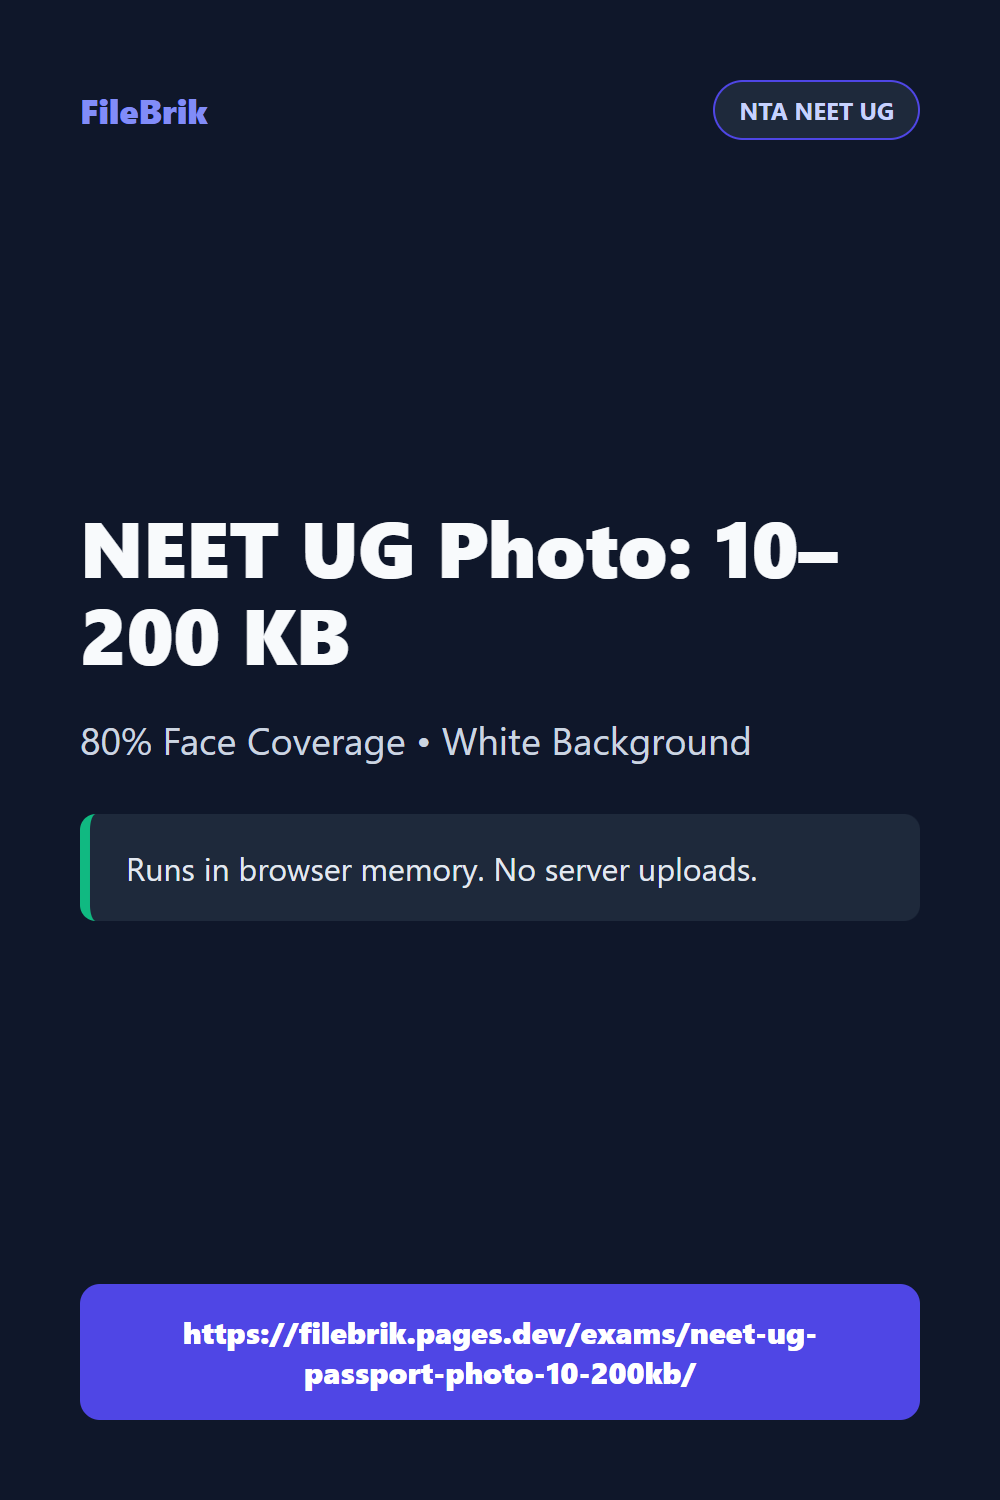 FileBrik
NTA NEET UG
NEET UG Photo: 10–
200 KB
80% Face Coverage • White Background
Runs in browser memory. No server uploads.
https://filebrik.pages.dev/exams/neet-ug-
passport-photo-10-200kb/